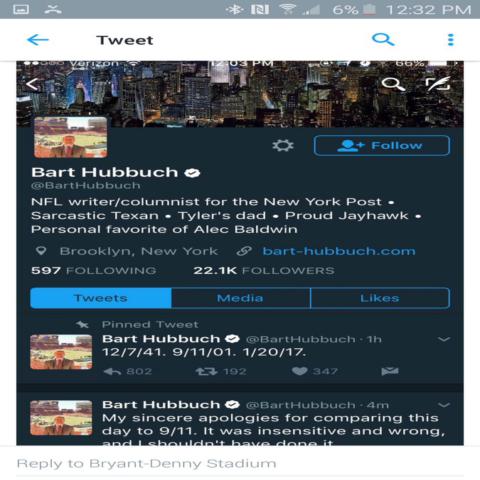 6% 12:32 PM
Tweet
Verizon 12:03 PM 66%
Follow
Bart Hubbuch
@BartHubbuch
NFL writer/columnist for the New York Post •
Sarcastic Texan • Tyler's dad • Proud Jayhawk •
Personal favorite of Alec Baldwin
Brooklyn, New York bart-hubbuch.com
597 FOLLOWING 22.1K FOLLOWERS
Tweets Media Likes
Pinned Tweet
Bart Hubbuch @BartHubbuch · 1h
12/7/41. 9/11/01. 1/20/17.
802 192 347
Bart Hubbuch @BartHubbuch · 4m
My sincere apologies for comparing this
day to 9/11. It was insensitive and wrong,
and I shouldn't have done it
Reply to Bryant-Denny Stadium